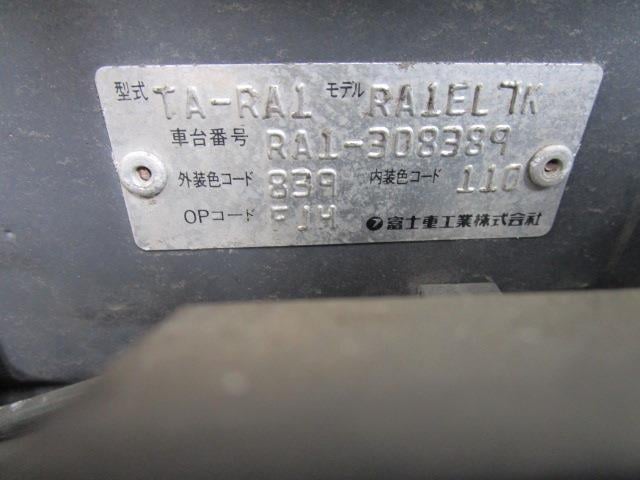 型式 TA-RA1 モデル RA1EL7K
車台番号 RA1-308389
外装色コード 839 内装色コード 110
OPコード FJH 富士重工業株式会社